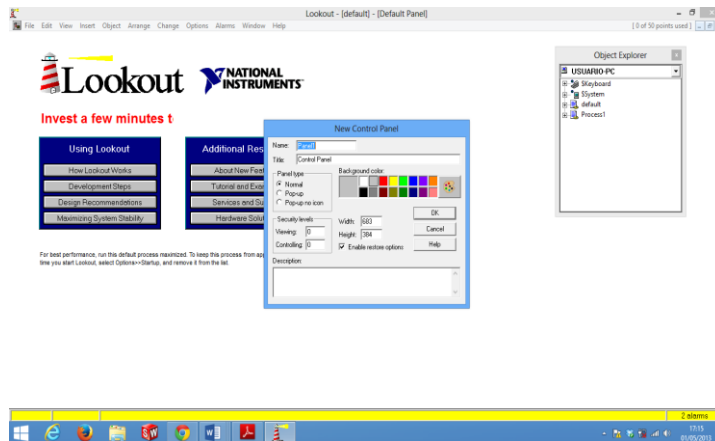 Lookout - [default] - [Default Panel]
File Edit View Insert Object Arrange Change Options Alarms Window Help
[ 0 of 50 points used ]
Lookout
NATIONAL
INSTRUMENTS
Invest a few minutes t
Using Lookout
How Lookout Works
Development Steps
Design Recommendations
Maximizing System Stability
Additional Res
About New Feat
Tutorial and Exam
Services and Su
Hardware Solut
For best performance, run this default process maximized. To keep this process from ap
time you start Lookout, select Options>>Startup, and remove it from the list.
New Control Panel
Name: Panel1
Title: Control Panel
Panel type
Normal
Pop-up
Pop-up no icon
Background color:
Security levels
Viewing: 0
Controlling: 0
Width: 683
Height: 384
Enable restore options
OK
Cancel
Help
Description:
Object Explorer
USUARIO-PC
$Keyboard
$System
default
Process1
2 alarms
17:15
01/05/2013